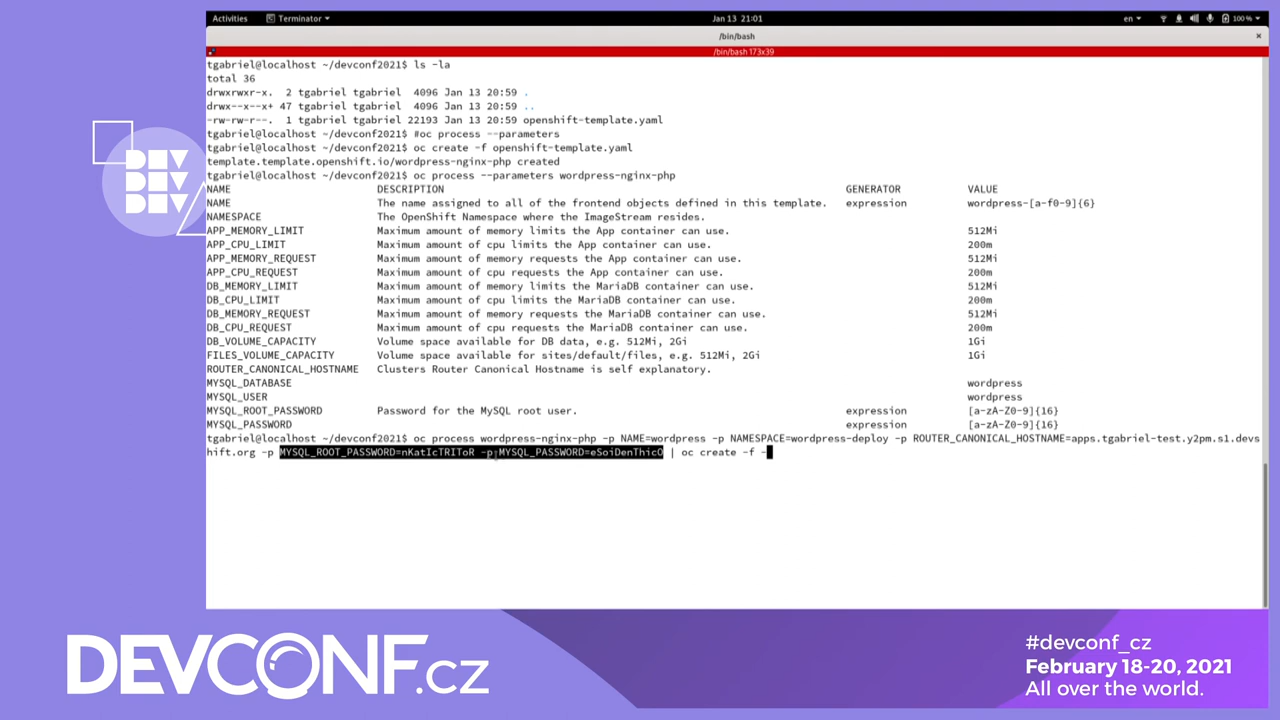 Activities Terminator Jan 13 21:01 en 100 %
/bin/bash
/bin/bash 173x39
tgabriel@localhost ~/devconf2021$ ls -la
total 36
drwxrwxr-x. 2 tgabriel tgabriel 4096 Jan 13 20:59 .
drwx--x--x+ 47 tgabriel tgabriel 4096 Jan 13 20:59 ..
-rw-rw-r--. 1 tgabriel tgabriel 22193 Jan 13 20:59 openshift-template.yaml
tgabriel@localhost ~/devconf2021$ #oc process --parameters
tgabriel@localhost ~/devconf2021$ oc create -f openshift-template.yaml
template.template.openshift.io/wordpress-nginx-php created
tgabriel@localhost ~/devconf2021$ oc process --parameters wordpress-nginx-php
NAME DESCRIPTION GENERATOR VALUE
NAME The name assigned to all of the frontend objects defined in this template. expression wordpress-[a-f0-9]{6}
NAMESPACE The OpenShift Namespace where the ImageStream resides.
APP_MEMORY_LIMIT Maximum amount of memory limits the App container can use. 512Mi
APP_CPU_LIMIT Maximum amount of cpu limits the App container can use. 200m
APP_MEMORY_REQUEST Maximum amount of memory requests the App container can use. 512Mi
APP_CPU_REQUEST Maximum amount of cpu requests the App container can use. 200m
DB_MEMORY_LIMIT Maximum amount of memory limits the MariaDB container can use. 512Mi
DB_CPU_LIMIT Maximum amount of cpu limits the MariaDB container can use. 200m
DB_MEMORY_REQUEST Maximum amount of memory requests the MariaDB container can use. 512Mi
DB_CPU_REQUEST Maximum amount of cpu requests the MariaDB container can use. 200m
DB_VOLUME_CAPACITY Volume space available for DB data, e.g. 512Mi, 2Gi 1Gi
FILES_VOLUME_CAPACITY Volume space available for sites/default/files, e.g. 512Mi, 2Gi 1Gi
ROUTER_CANONICAL_HOSTNAME Clusters Router Canonical Hostname is self explanatory.
MYSQL_DATABASE wordpress
MYSQL_USER wordpress
MYSQL_ROOT_PASSWORD Password for the MySQL root user. expression [a-zA-Z0-9]{16}
MYSQL_PASSWORD expression [a-zA-Z0-9]{16}
tgabriel@localhost ~/devconf2021$ oc process wordpress-nginx-php -p NAME=wordpress -p NAMESPACE=wordpress-deploy -p ROUTER_CANONICAL_HOSTNAME=apps.tgabriel-test.y2pm.s1.devs
hift.org -p MYSQL_ROOT_PASSWORD=nKatIcTRIToR -p MYSQL_PASSWORD=eSoiDenThicO | oc create -f -
DEV
DEV
DEV
DEVCONF.cz
#devconf_cz
February 18-20, 2021
All over the world.